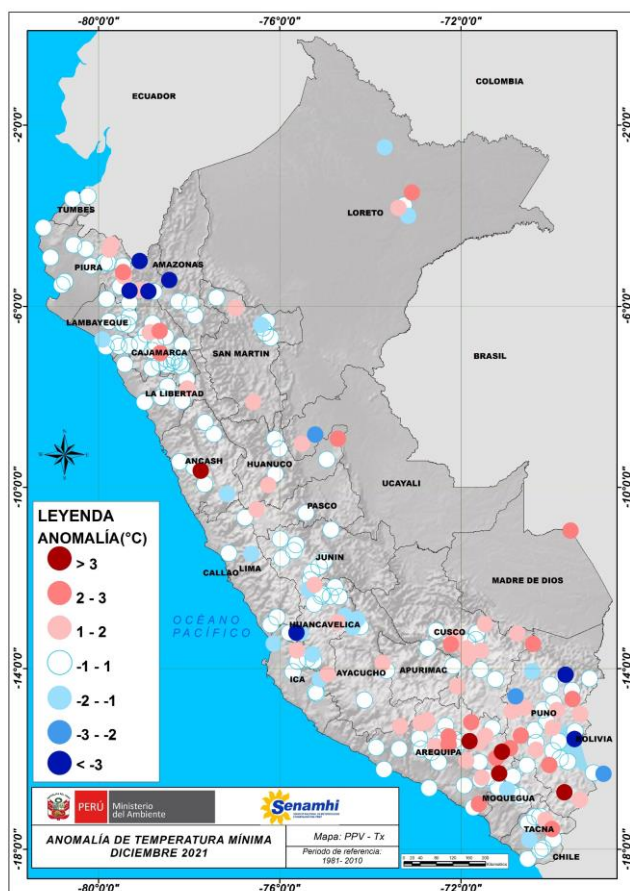 -80°0'0" -76°0'0" -72°0'0"
COLOMBIA
ECUADOR
-2°0'0" -2°0'0"
LORETO
TUMBES
PIURA AMAZONAS
-6°0'0" -6°0'0"
LAMBAYEQUE
CAJAMARCA SAN MARTIN
BRASIL
LA LIBERTAD
ANCASH HUANUCO
UCAYALI
-10°0'0" -10°0'0"
PASCO
LEYENDA
ANOMALÍA(°C)
> 3
2 - 3
1 - 2
-1 - 1
-2 - -1
-3 - -2
< -3
JUNIN
LIMA
CALLAO
MADRE DE DIOS
OCÉANO
PACÍFICO
HUANCAVELICA
CUSCO
-14°0'0" -14°0'0"
ICA AYACUCHO APURIMAC
PUNO
BOLIVIA
AREQUIPA
MOQUEGUA
TACNA
CHILE
-18°0'0" -18°0'0"
PERÚ Ministerio
del Ambiente
Senamhi
ANOMALÍA DE TEMPERATURA MÍNIMA
DICIEMBRE 2021
Mapa: PPV - Tx
Periodo de referencia:
1981- 2010
-80°0'0" -76°0'0" -72°0'0"